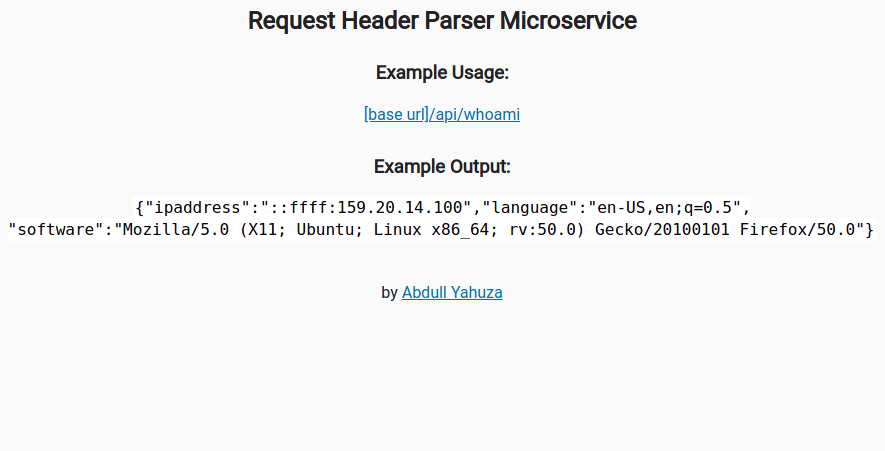 Request Header Parser Microservice
Example Usage:
[base url]/api/whoami
Example Output:
{"ipaddress":"::ffff:159.20.14.100","language":"en-US,en;q=0.5",
"software":"Mozilla/5.0 (X11; Ubuntu; Linux x86_64; rv:50.0) Gecko/20100101 Firefox/50.0"}
by Abdull Yahuza